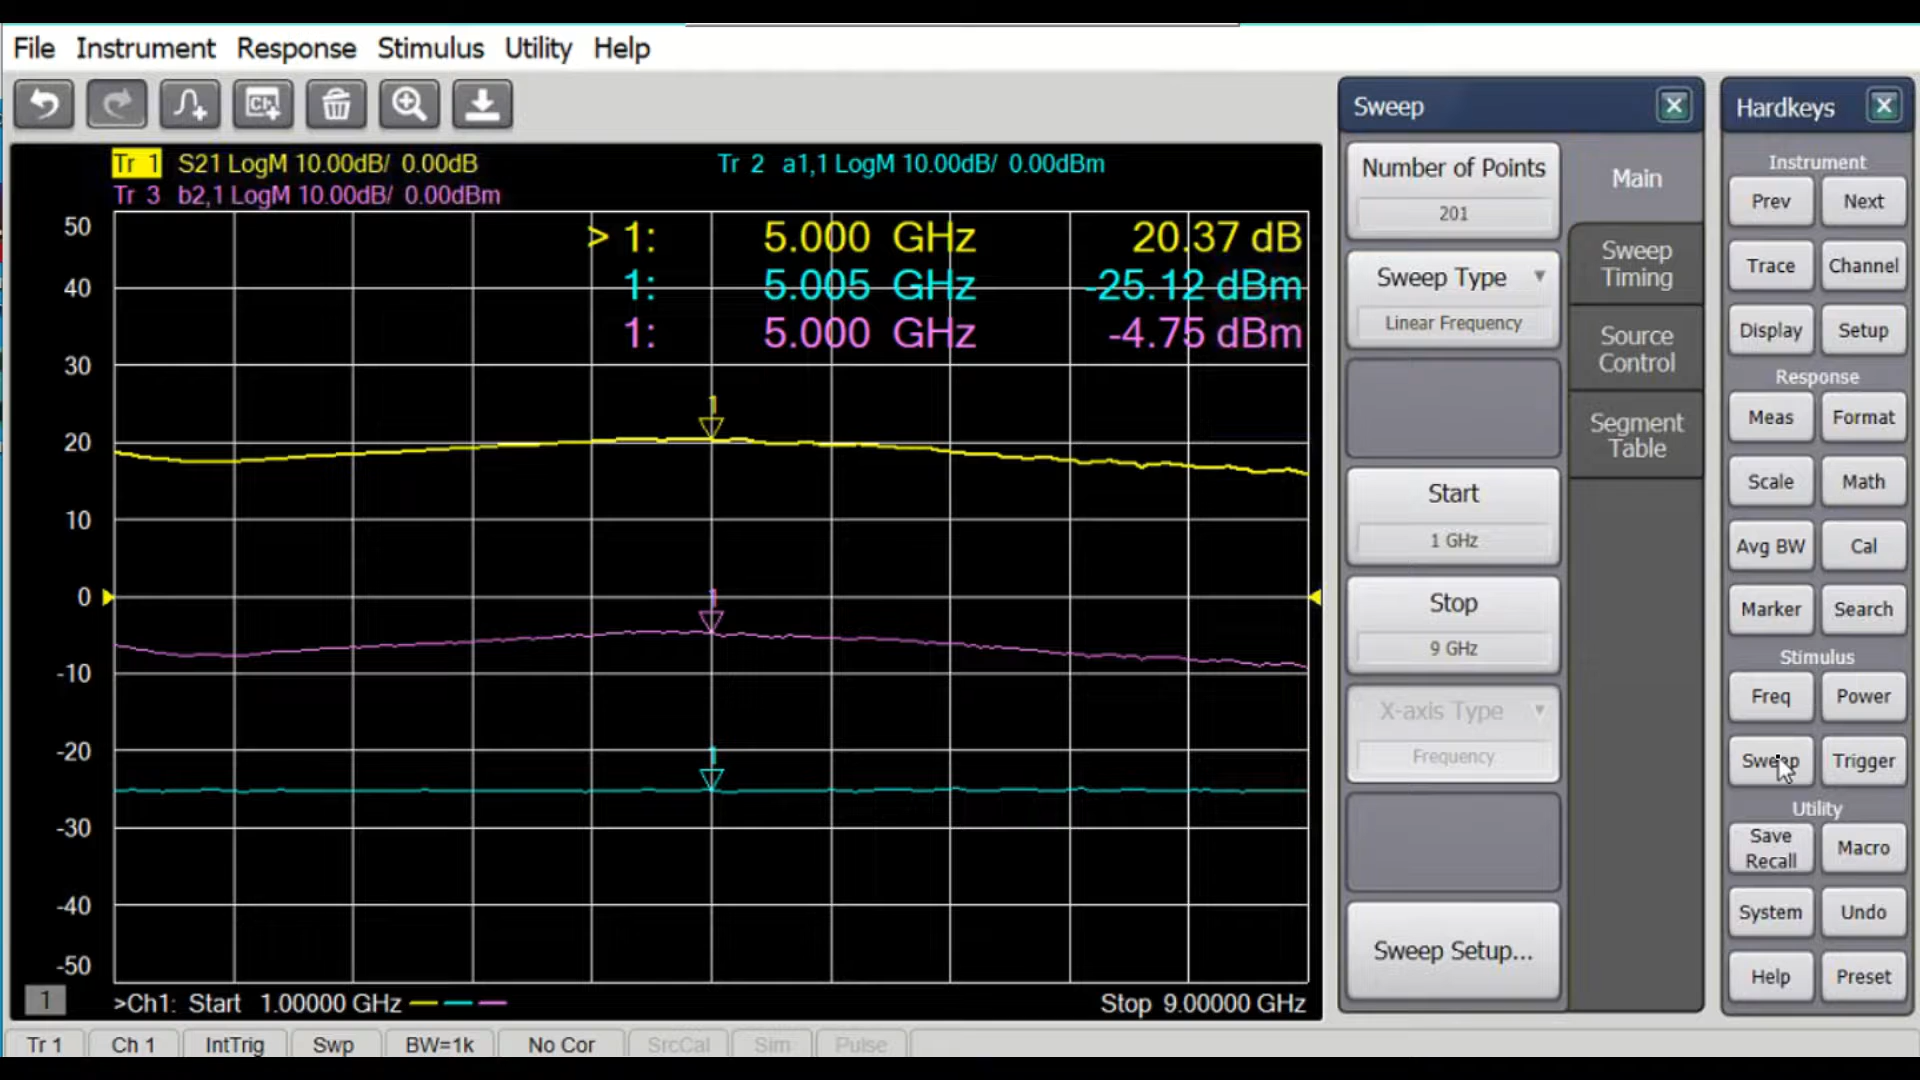 File Instrument Response Stimulus Utility Help
CH
Tr 1 S21 LogM 10.00dB/ 0.00dB
Tr 2 a1,1 LogM 10.00dB/ 0.00dBm
Tr 3 b2,1 LogM 10.00dB/ 0.00dBm
> 1: 5.000 GHz 20.37 dB
1: 5.005 GHz -25.12 dBm
1: 5.000 GHz -4.75 dBm
50
40
30
20
10
0
-10
-20
-30
-40
-50
1
1
1
1
>Ch1: Start 1.00000 GHz
Stop 9.00000 GHz
Tr 1 Ch 1 IntTrig Swp BW=1k No Cor SrcCal Sim Pulse
Sweep
Number of Points
201
Sweep Type
Linear Frequency
Start
1 GHz
Stop
9 GHz
X-axis Type
Frequency
Sweep Setup...
Main
Sweep
Timing
Source
Control
Segment
Table
Hardkeys
Instrument
Prev Next
Trace Channel
Display Setup
Response
Meas Format
Scale Math
Avg BW Cal
Marker Search
Stimulus
Freq Power
Sweep Trigger
Utility
Save
Recall
Macro
System Undo
Help Preset